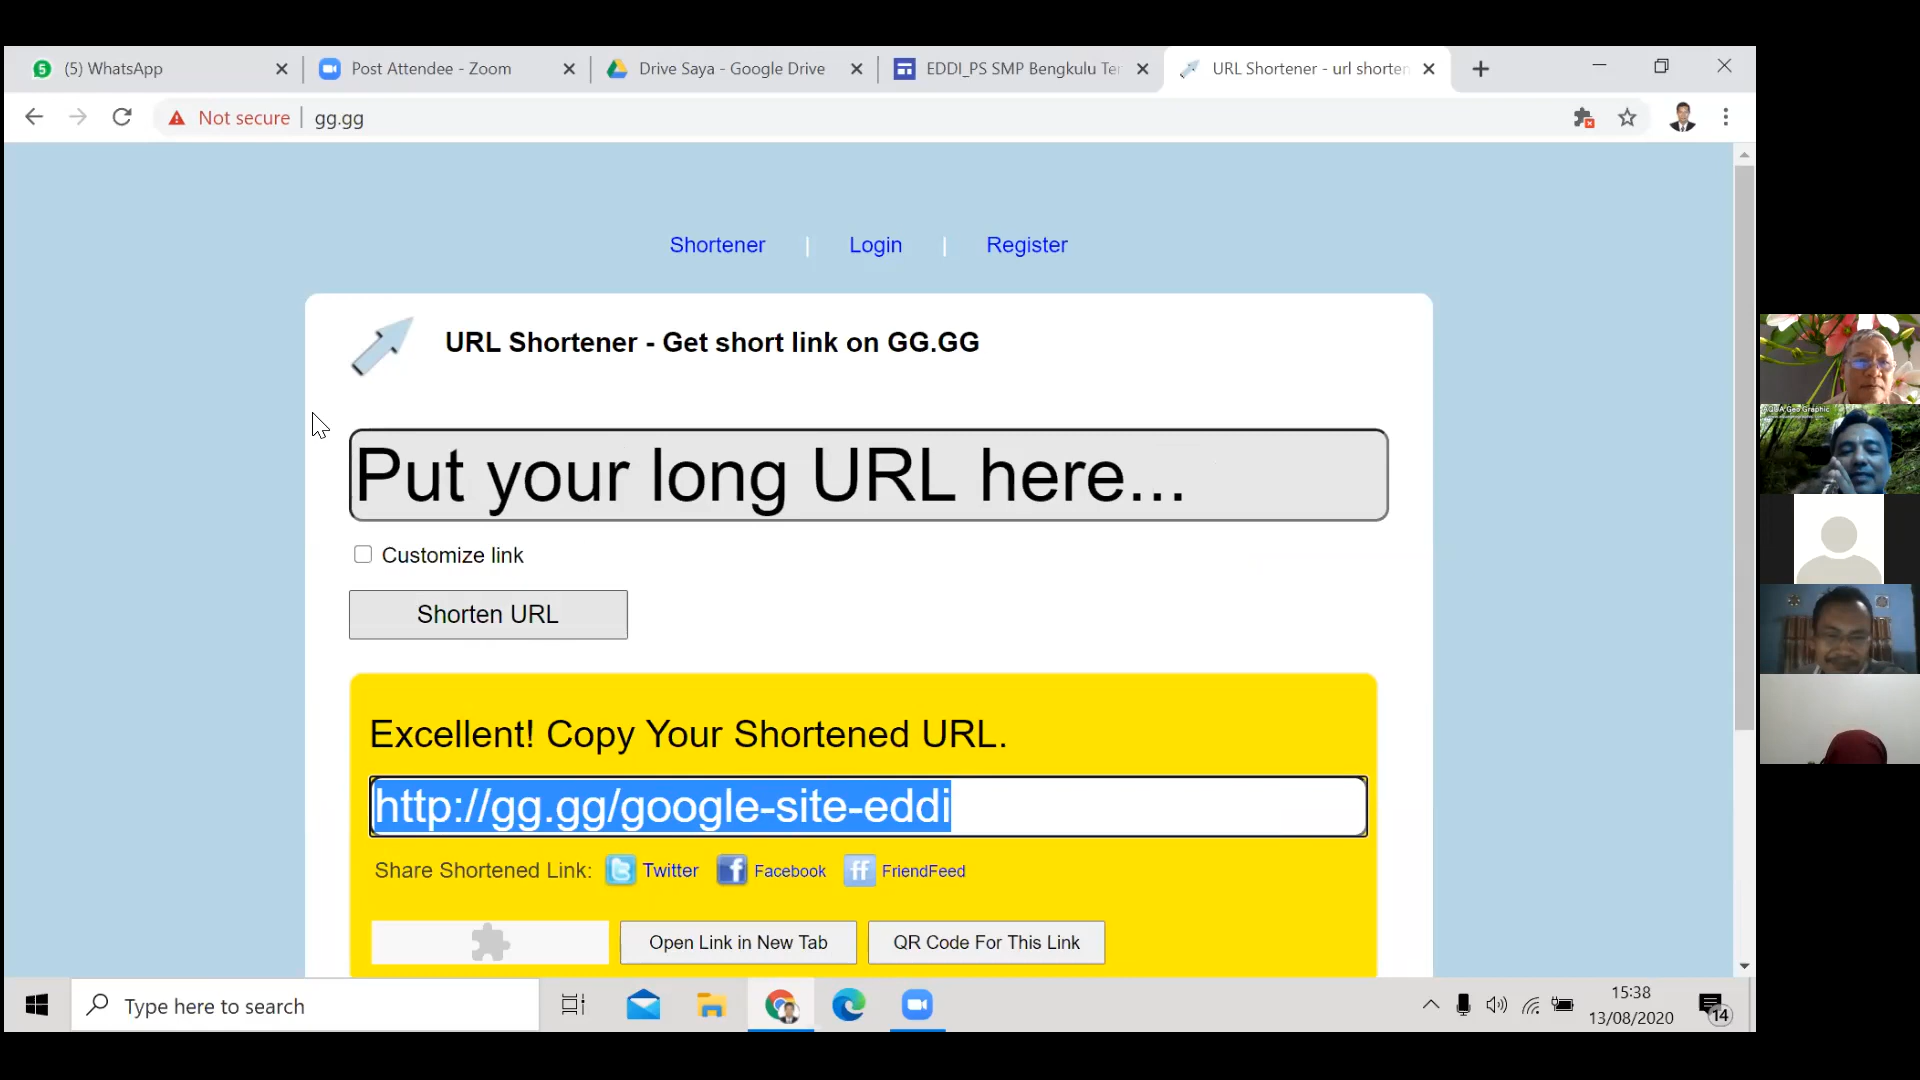 (5) WhatsApp
Post Attendee - Zoom
Drive Saya - Google Drive
EDDI_PS SMP Bengkulu Ter
URL Shortener - url shorten
Not secure
gg.gg
Shortener | Login | Register
URL Shortener - Get short link on GG.GG
Put your long URL here...
Customize link
Shorten URL
Excellent! Copy Your Shortened URL.
http://gg.gg/google-site-eddi
Share Shortened Link: Twitter Facebook FriendFeed
Open Link in New Tab
QR Code For This Link
Type here to search
15:38
13/08/2020
14
AQUA Geo Graphic